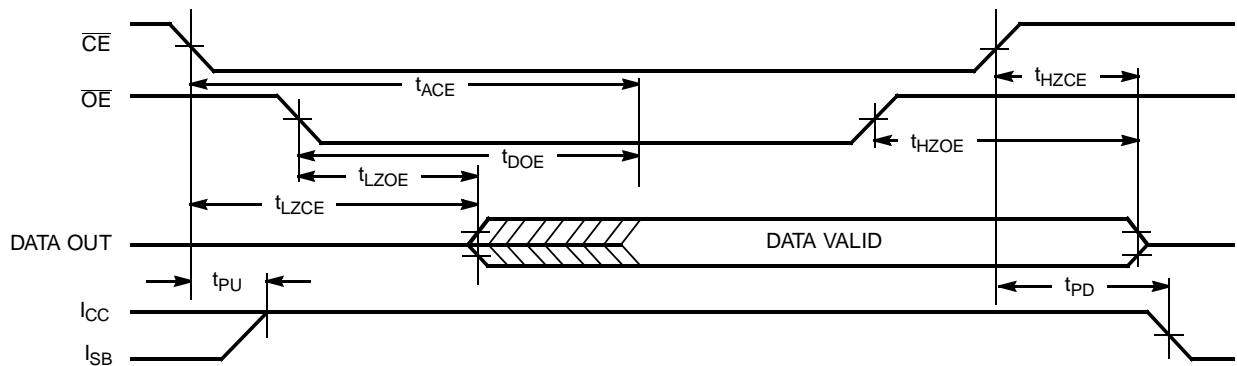 CE
tACE
tHZCE
OE
tHZOE
tDOE
tLZOE
tLZCE
DATA OUT
DATA VALID
tPU
tPD
ICC
ISB